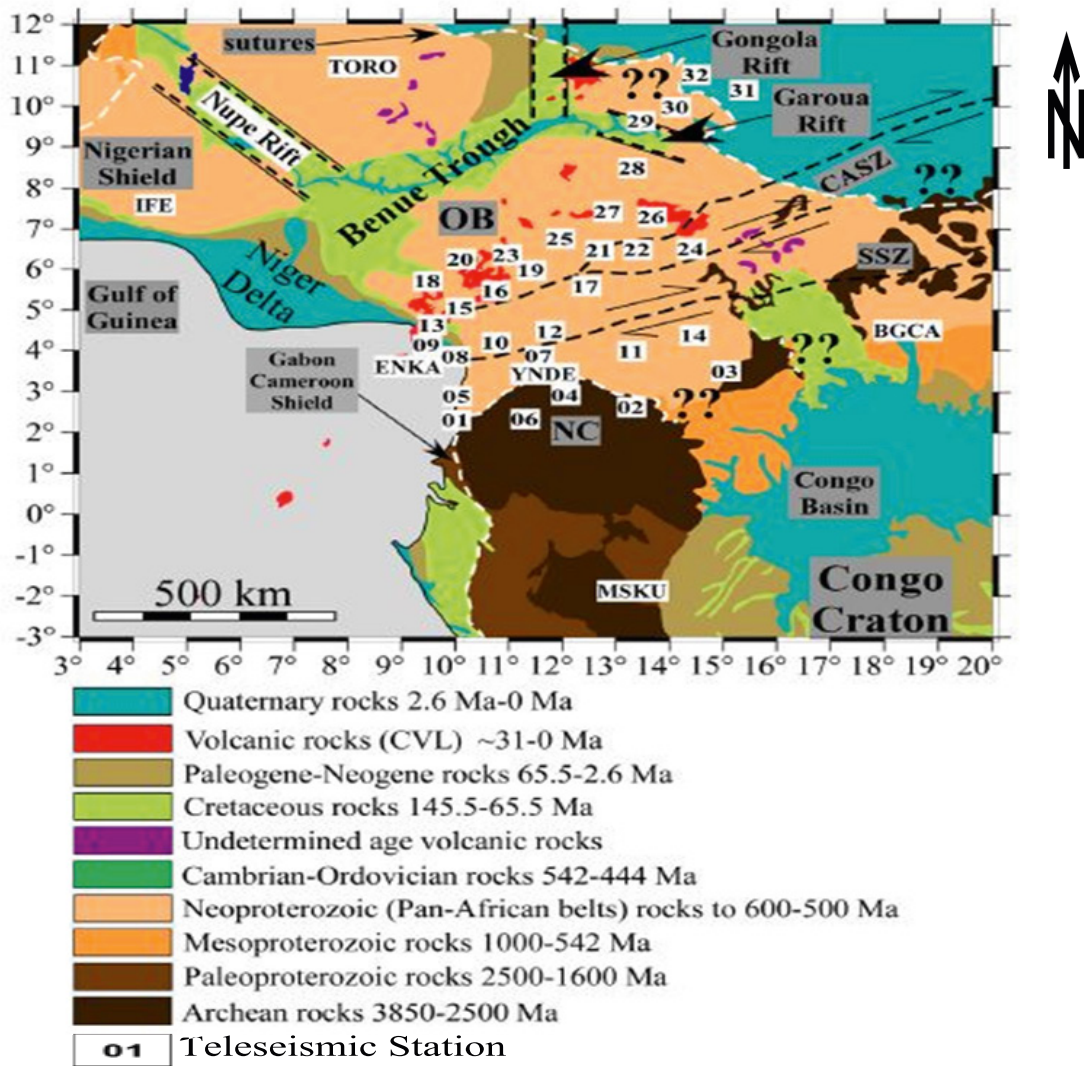 12°
11°
10°
9°
8°
7°
6°
5°
4°
3°
2°
1°
0°
-1°
-2°
-3°
sutures
TORO
Gongola
Rift
??
32
31
30
29
Garoua
Rift
Nupe Rift
Nigerian
Shield
IFE
Benue Trough
OB
28
CASZ
??
27
26
25
23
21
22
24
20
19
18
16
17
15
SSZ
Niger
Delta
Gulf of
Guinea
13
09
12
10
14
BGCA
??
ENKA
08
07
11
YNDE
03
Gabon
Cameroon
Shield
05
04
02
??
01
06
NC
Congo
Basin
500 km
MSKU
Congo
Craton
3° 4° 5° 6° 7° 8° 9° 10° 11° 12° 13° 14° 15° 16° 17° 18° 19° 20°
N
Quaternary rocks 2.6 Ma-0 Ma
Volcanic rocks (CVL) ~31-0 Ma
Paleogene-Neogene rocks 65.5-2.6 Ma
Cretaceous rocks 145.5-65.5 Ma
Undetermined age volcanic rocks
Cambrian-Ordovician rocks 542-444 Ma
Neoproterozoic (Pan-African belts) rocks to 600-500 Ma
Mesoproterozoic rocks 1000-542 Ma
Paleoproterozoic rocks 2500-1600 Ma
Archean rocks 3850-2500 Ma
01 Teleseismic Station